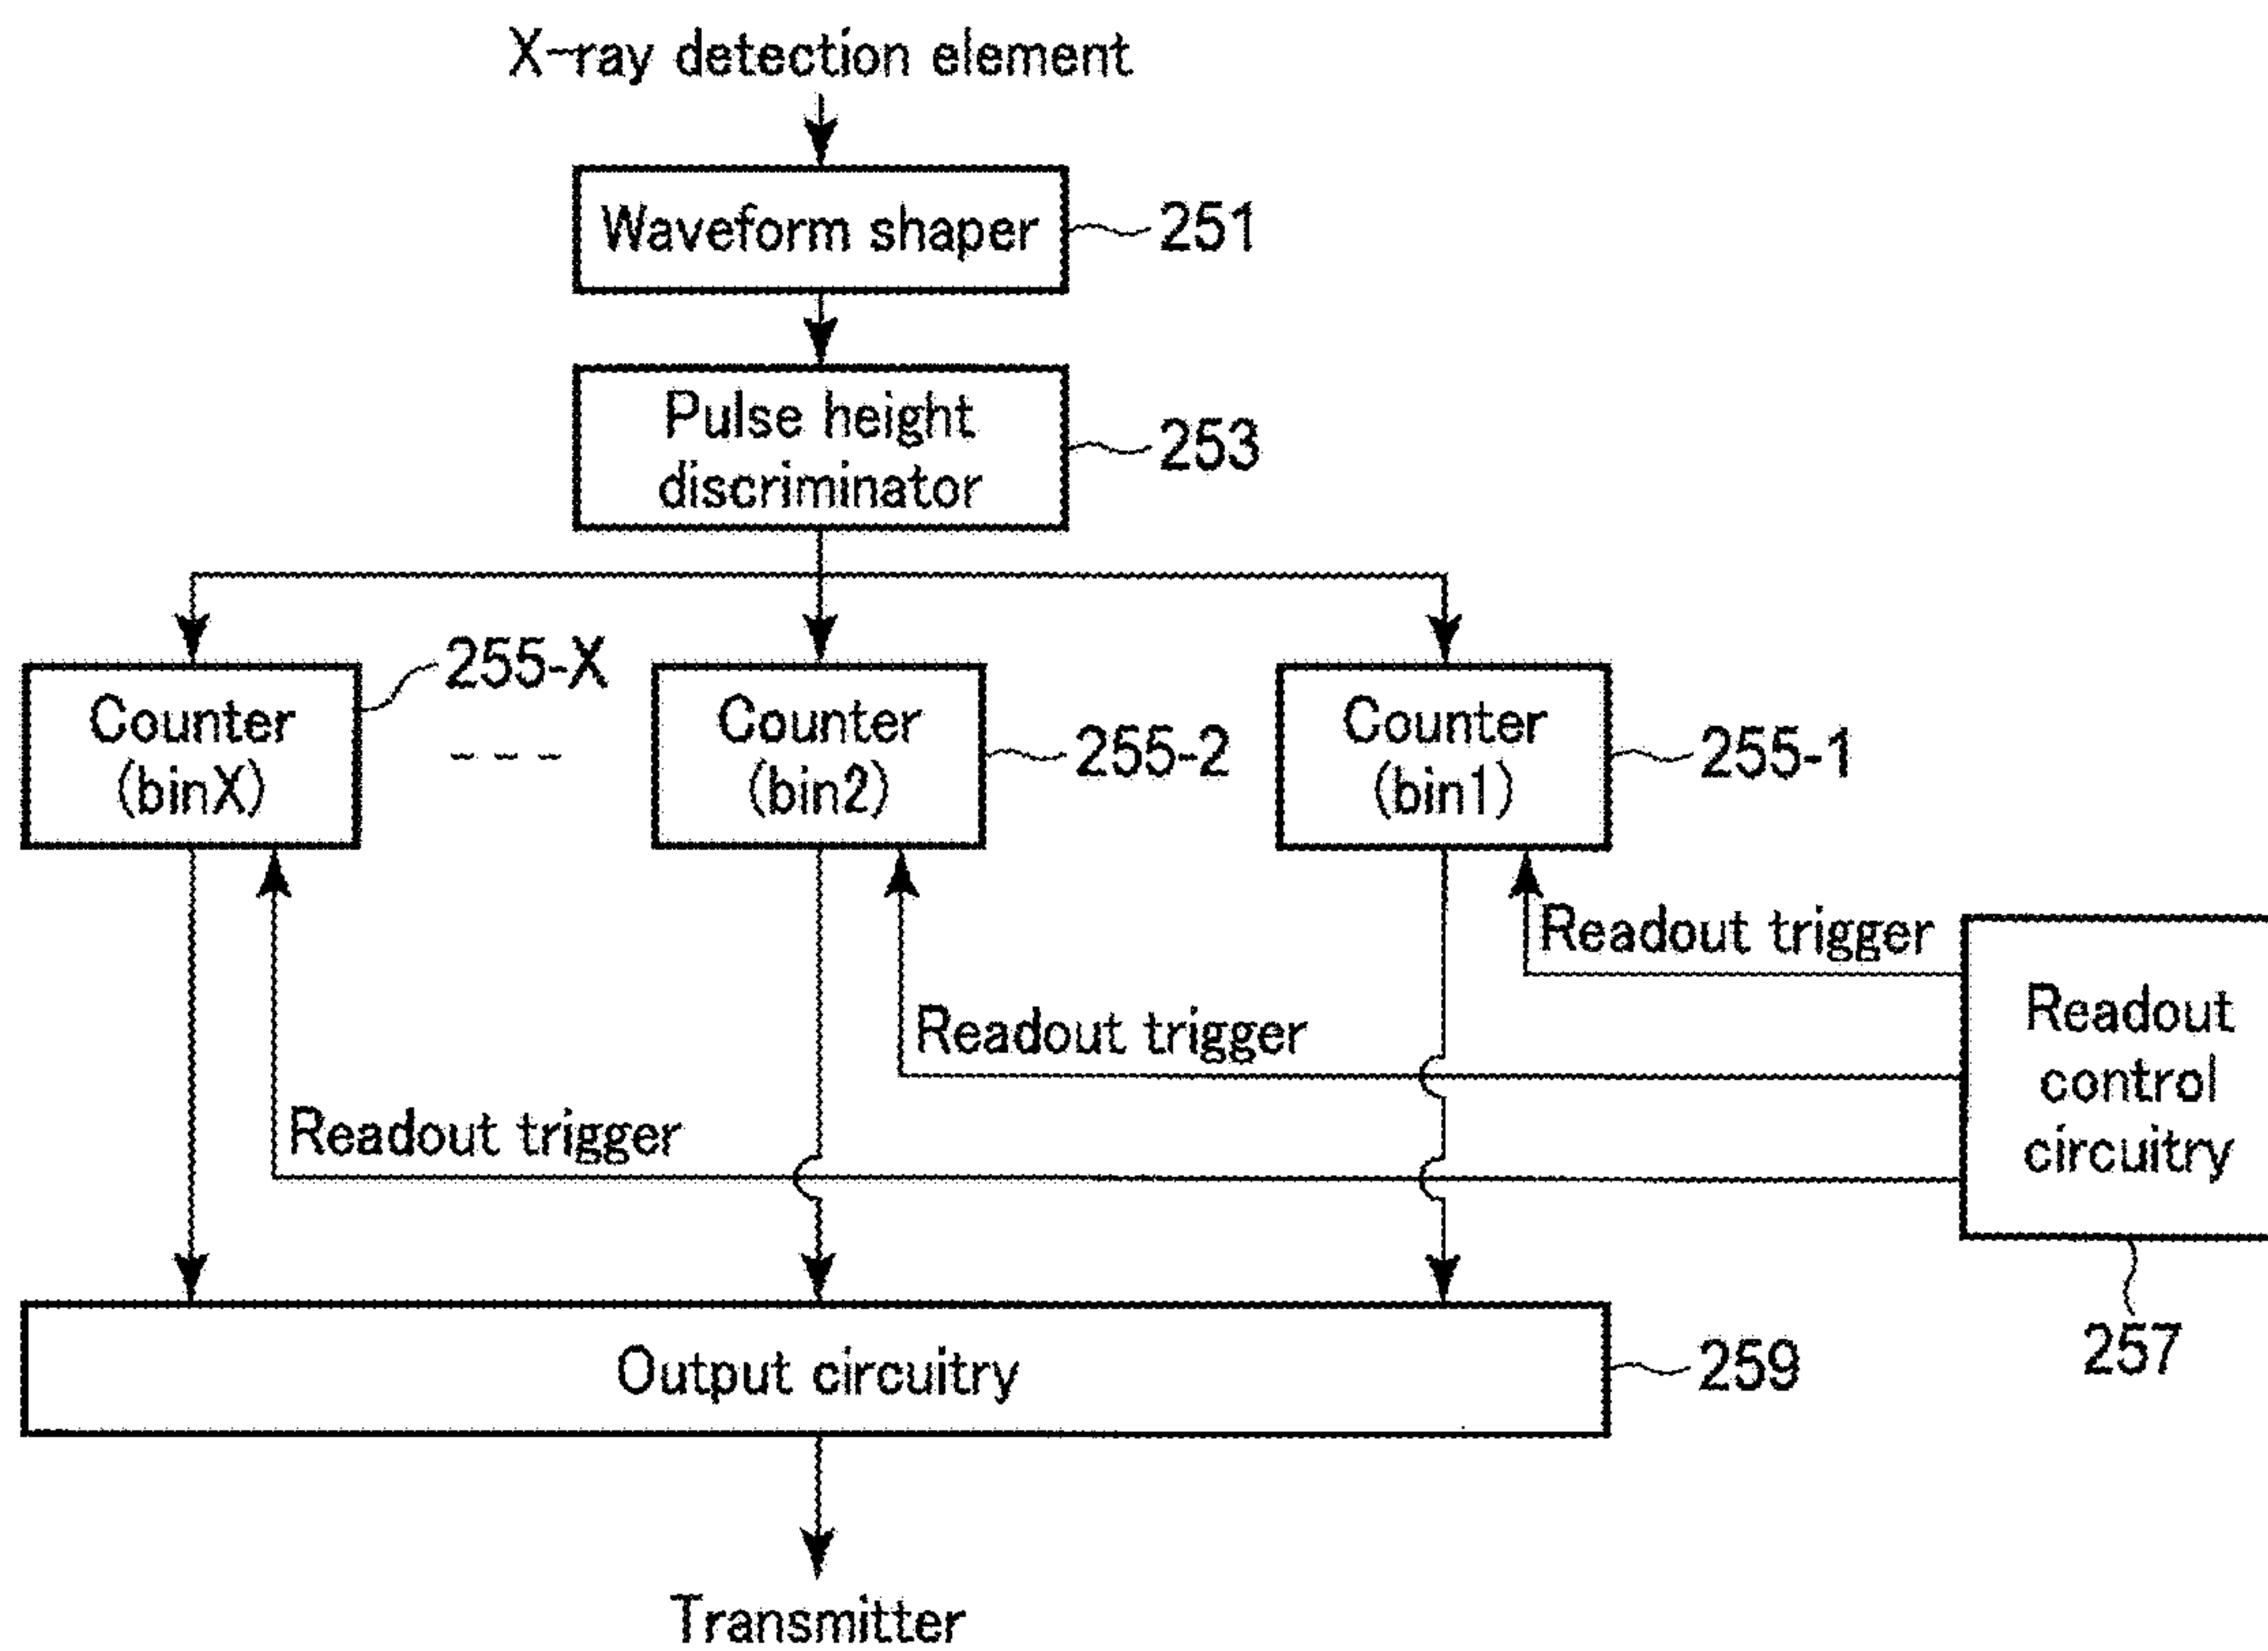 X-ray detection element
Waveform shaper
251
Pulse height
discriminator
253
Counter
(binX)
255-X
Counter
(bin2)
255-2
Counter
(bin1)
255-1
Readout trigger
Readout trigger
Readout trigger
Readout
control
circuitry
257
Output circuitry
259
Transmitter